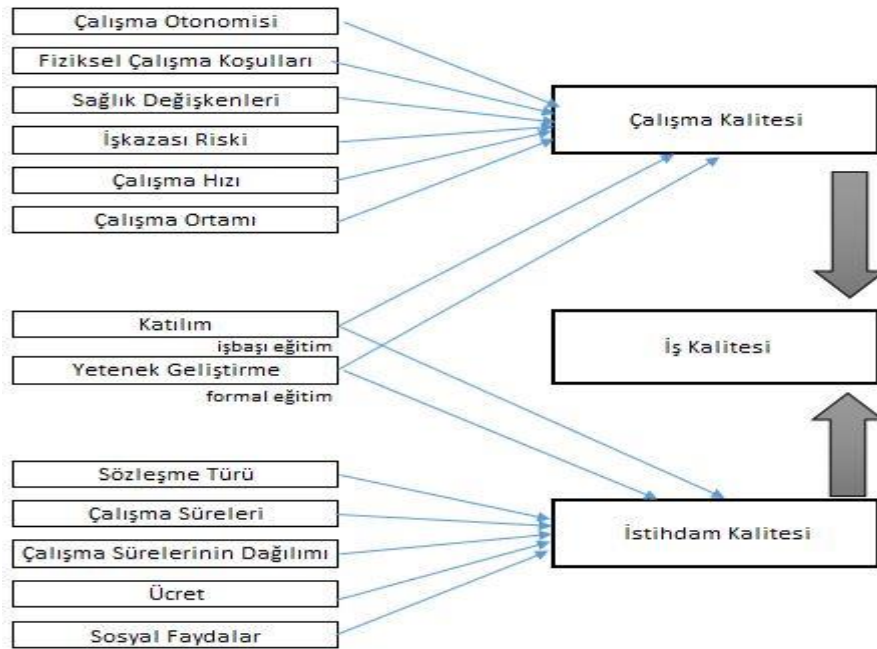 Çalışma Otonomisi
Fiziksel Çalışma Koşulları
Sağlık Değişkenleri
İşkazası Riski
Çalışma Hızı
Çalışma Ortamı
Katılım
işbaşı eğitim
Yetenek Geliştirme
formal eğitim
Sözleşme Türü
Çalışma Süreleri
Çalışma Sürelerinin Dağılımı
Ücret
Sosyal Faydalar
Çalışma Kalitesi
İş Kalitesi
İstihdam Kalitesi